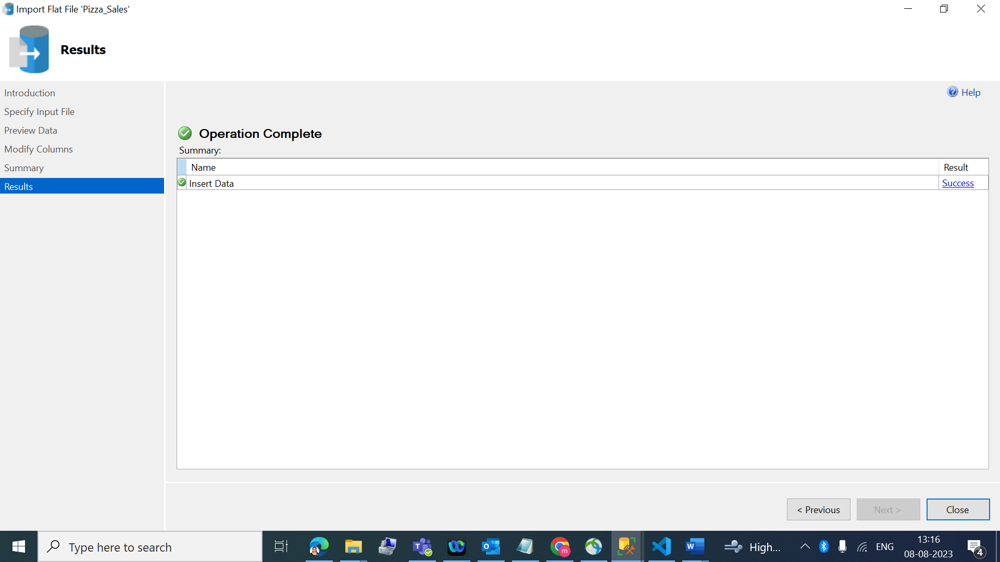 Import Flat File 'Pizza_Sales'
Results
Introduction
Specify Input File
Preview Data
Modify Columns
Summary
Results
Help
Operation Complete
Summary:
Name Result
Insert Data Success
< Previous Next > Close
Type here to search
T
W
O
m
W
High...
ENG
13:16
08-08-2023
4